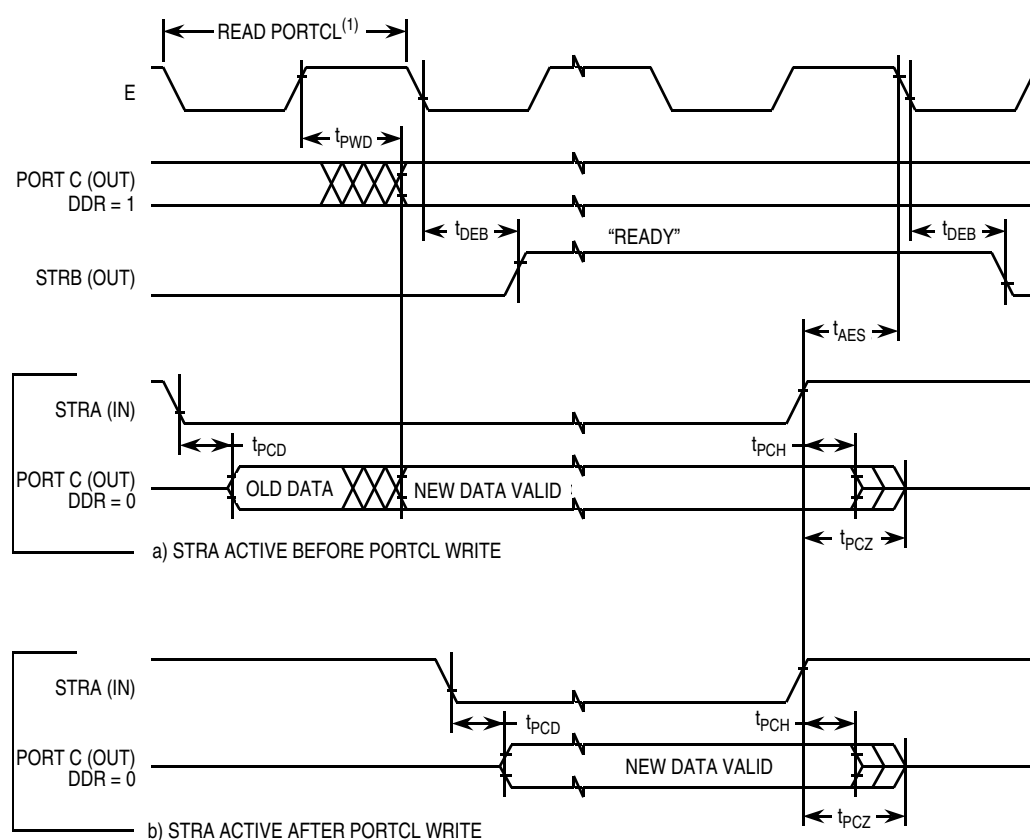 READ PORTCL(1)
E
tPWD
PORT C (OUT)
DDR = 1
tDEB
"READY"
tDEB
STRB (OUT)
tAES
STRA (IN)
tPCD
tPCH
PORT C (OUT)
DDR = 0
OLD DATA
NEW DATA VALID
tPCZ
a) STRA ACTIVE BEFORE PORTCL WRITE
STRA (IN)
tPCD
tPCH
PORT C (OUT)
DDR = 0
NEW DATA VALID
tPCZ
b) STRA ACTIVE AFTER PORTCL WRITE